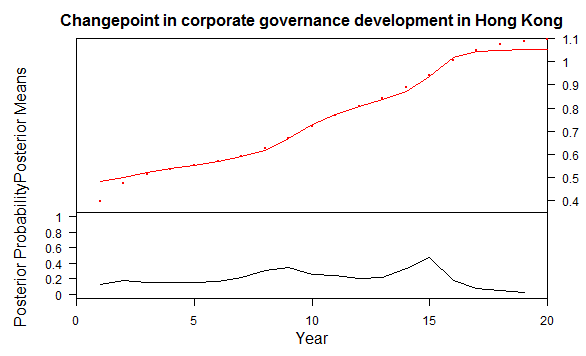 Changepoint in corporate governance development in Hong Kong
Posterior Means
1.1
1
0.9
0.8
0.7
0.6
0.5
0.4
Posterior Probability
1
0.8
0.6
0.4
0.2
0
0 5 10 15 20
Year